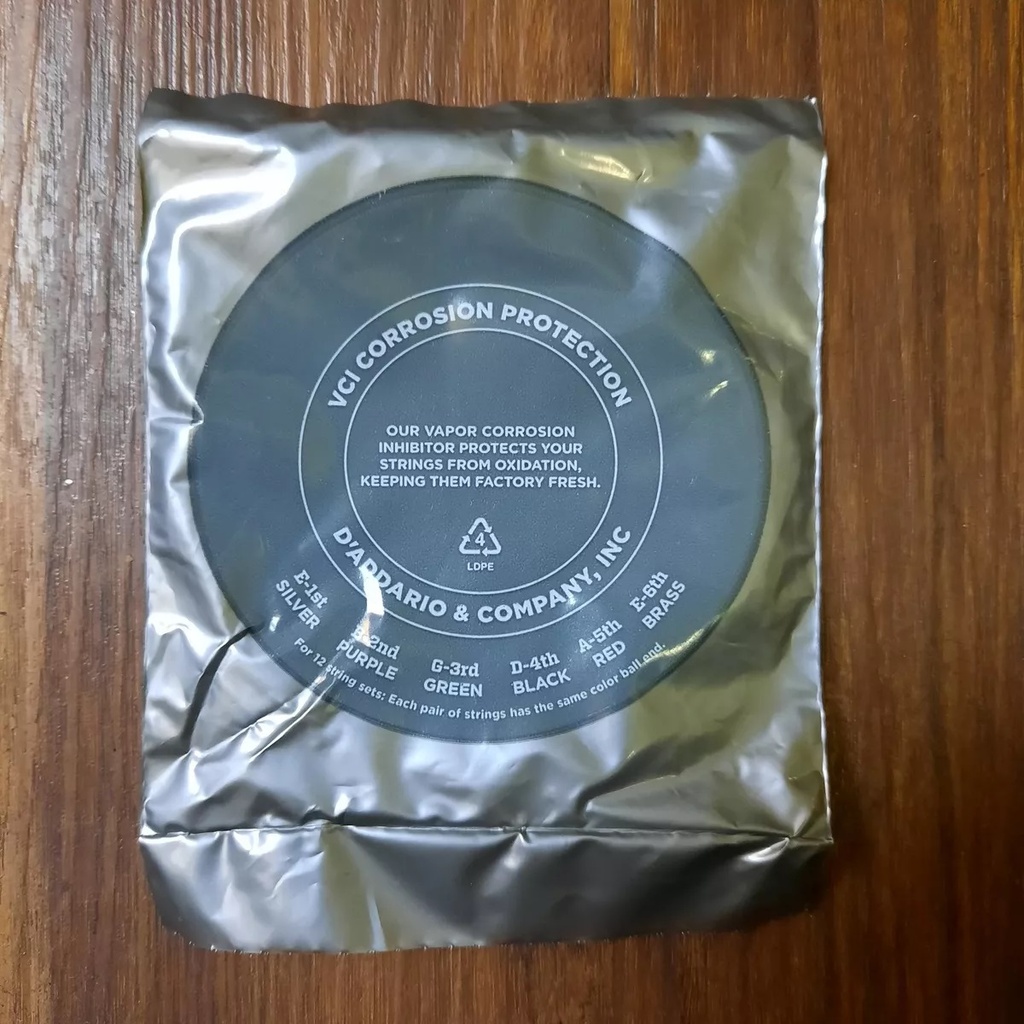 VCI CORROSION PROTECTION
OUR VAPOR CORROSION
INHIBITOR PROTECTS YOUR
STRINGS FROM OXIDATION,
KEEPING THEM FACTORY FRESH.
4
LDPE
D'ADDARIO & COMPANY, INC
E-1st
SILVER
B-2nd
PURPLE
G-3rd
GREEN
D-4th
BLACK
A-5th
RED
E-6th
BRASS
For 12 string sets; Each pair of strings has the same color ball end.